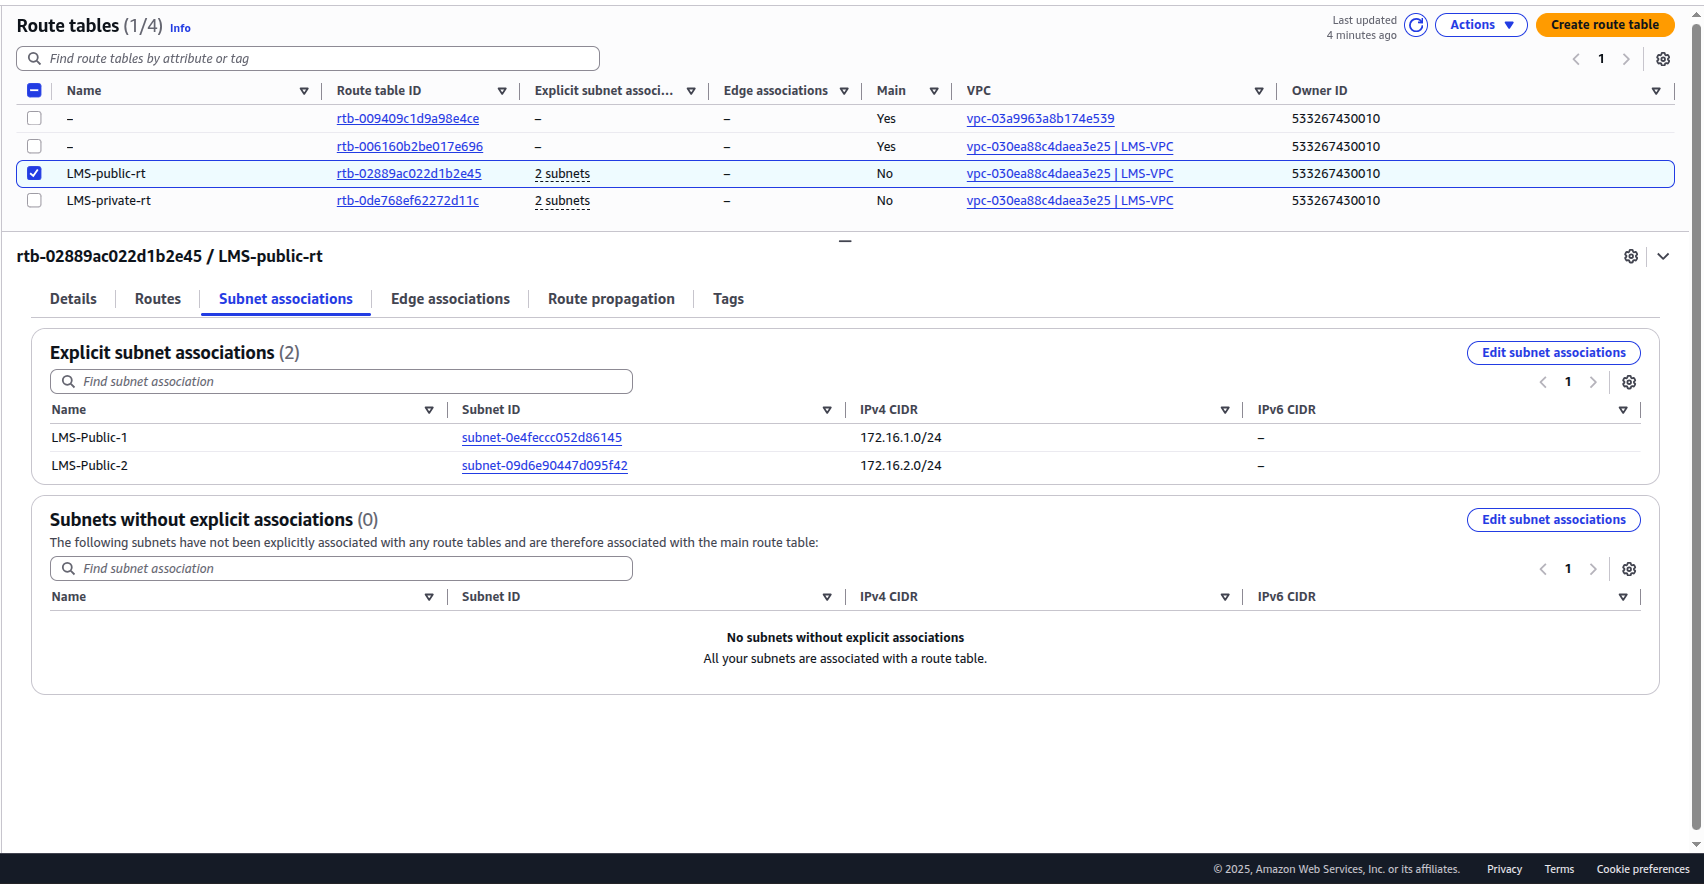 Route tables (1/4) Info
Last updated
4 minutes ago
Actions
Create route table
Find route tables by attribute or tag
1
Name Route table ID Explicit subnet associ... Edge associations Main VPC Owner ID
– rtb-009409c1d9a98e4ce – – Yes vpc-03a9963a8b174e539 533267430010
– rtb-006160b2be017e696 – – Yes vpc-030ea88c4daea3e25 | LMS-VPC 533267430010
LMS-public-rt rtb-02889ac022d1b2e45 2 subnets – No vpc-030ea88c4daea3e25 | LMS-VPC 533267430010
LMS-private-rt rtb-0de768ef62272d11c 2 subnets – No vpc-030ea88c4daea3e25 | LMS-VPC 533267430010
rtb-02889ac022d1b2e45 / LMS-public-rt
Details Routes Subnet associations Edge associations Route propagation Tags
Explicit subnet associations (2)
Edit subnet associations
Find subnet association
1
Name Subnet ID IPv4 CIDR IPv6 CIDR
LMS-Public-1 subnet-0e4feccc052d86145 172.16.1.0/24 –
LMS-Public-2 subnet-09d6e90447d095f42 172.16.2.0/24 –
Subnets without explicit associations (0)
Edit subnet associations
The following subnets have not been explicitly associated with any route tables and are therefore associated with the main route table:
Find subnet association
1
Name Subnet ID IPv4 CIDR IPv6 CIDR
No subnets without explicit associations
All your subnets are associated with a route table.
© 2025, Amazon Web Services, Inc. or its affiliates. Privacy Terms Cookie preferences